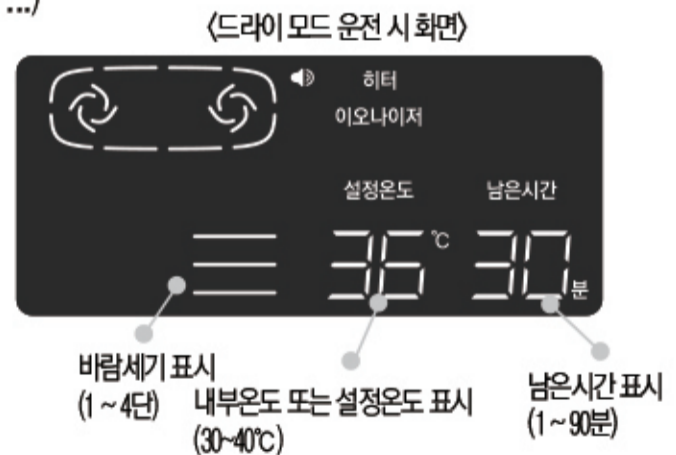 ...)
〈드라이 모드 운전 시 화면〉
히터
이오나이저
설정온도 남은시간
36 ℃ 30 분
바람세기 표시
(1 ~ 4단)
내부온도 또는 설정온도 표시
(30~40℃)
남은시간 표시
(1 ~ 90분)